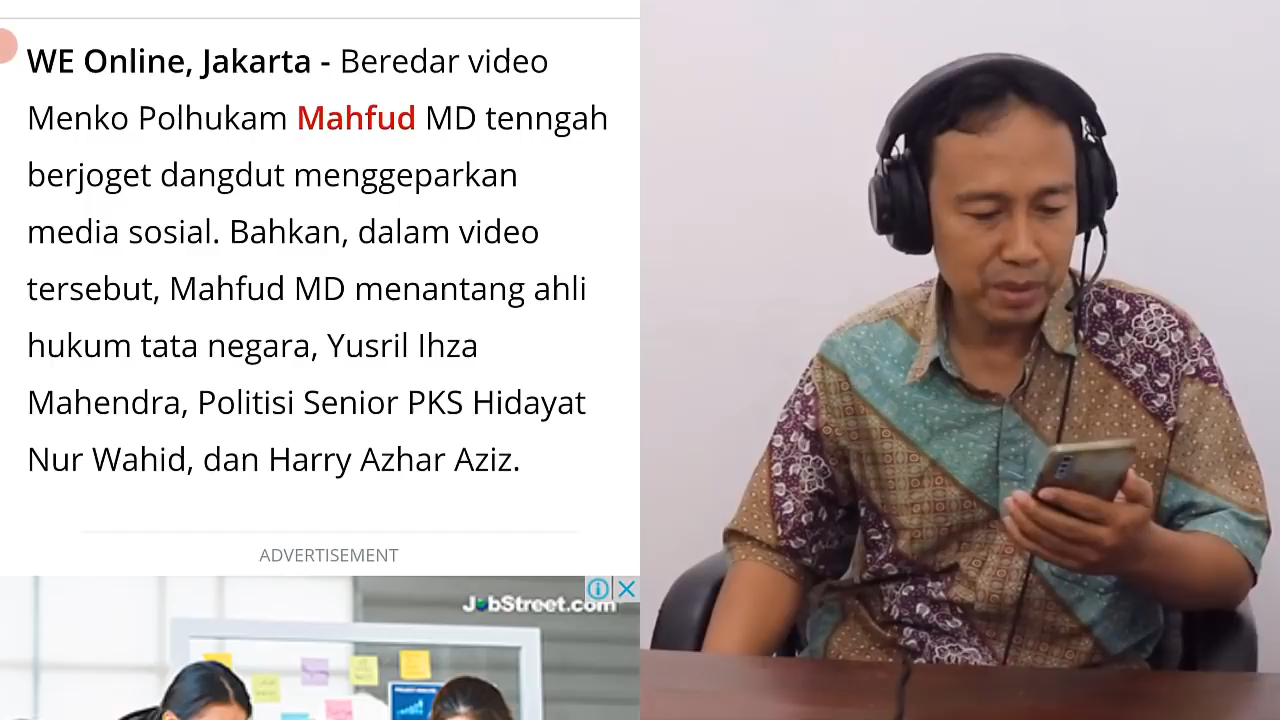 WE Online, Jakarta - Beredar video
Menko Polhukam Mahfud MD tenngah
berjoget dangdut menggeparkan
media sosial. Bahkan, dalam video
tersebut, Mahfud MD menantang ahli
hukum tata negara, Yusril Ihza
Mahendra, Politisi Senior PKS Hidayat
Nur Wahid, dan Harry Azhar Aziz.
ADVERTISEMENT
JobStreet.com